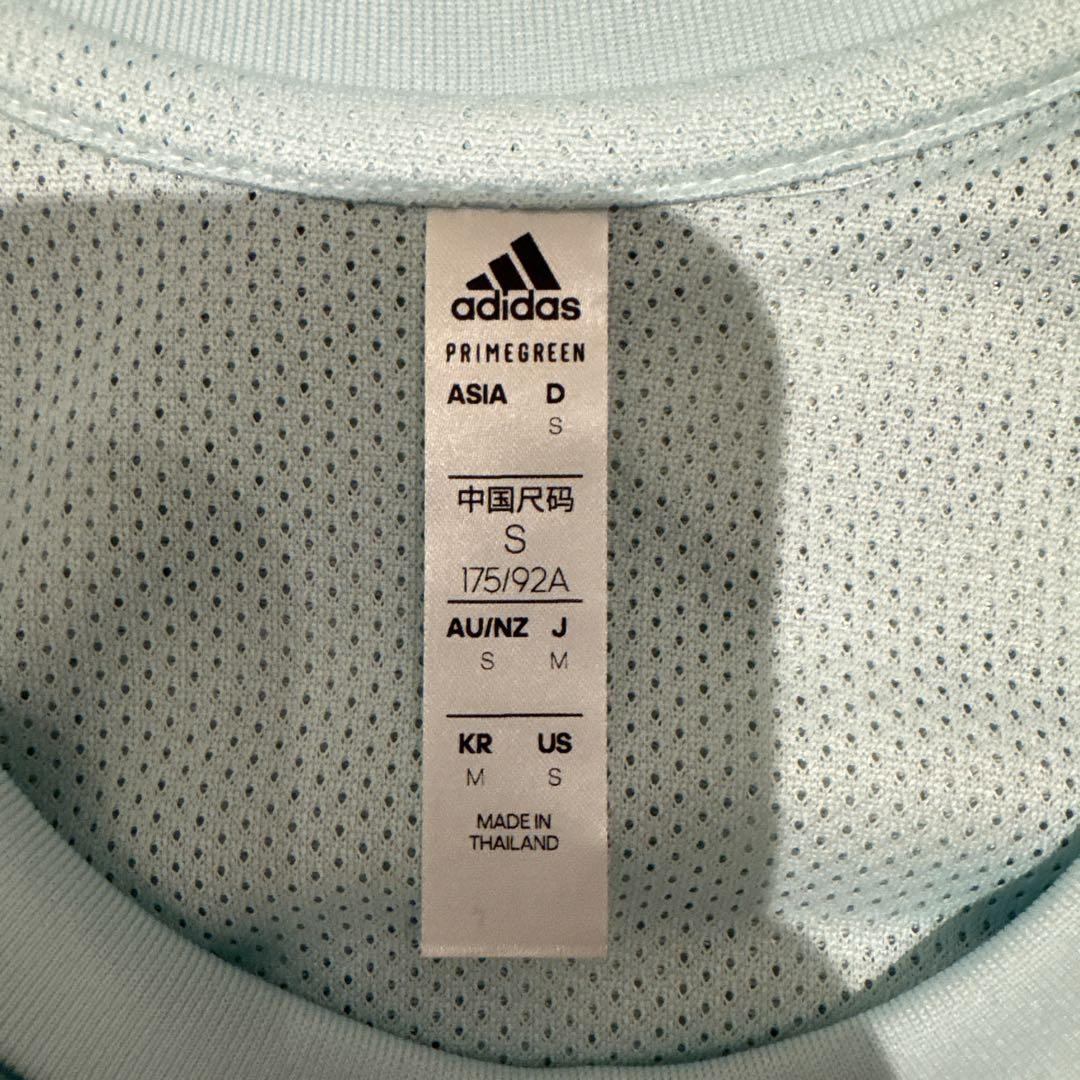 adidas
PRIMEGREEN
ASIA D
S
中国尺码
S
175/92A
AU/NZ J
S M
KR US
M S
MADE IN
THAILAND